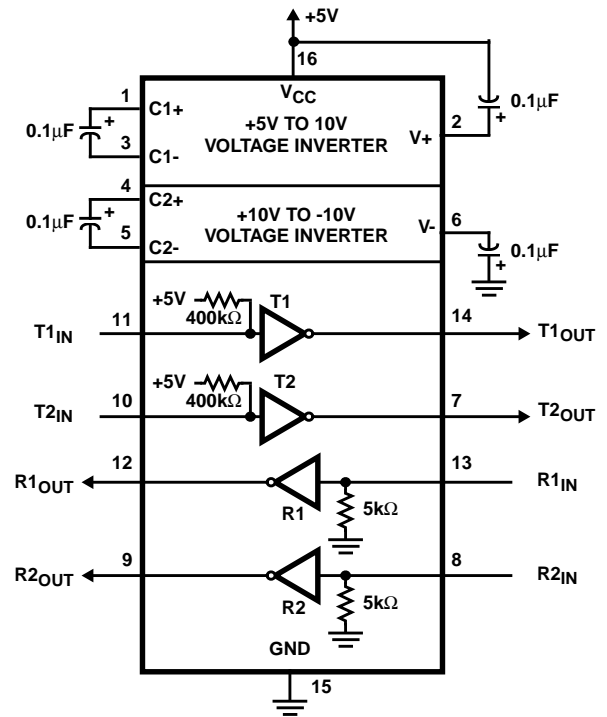 +5V
16
1
C1+
VCC
+5V TO 10V
VOLTAGE INVERTER
0.1μF
+
3
C1-
2
V+
0.1μF
+
4
C2+
+10V TO -10V
VOLTAGE INVERTER
0.1μF
+
5
C2-
V-
6
0.1μF
+
+5V
400kΩ
T1
T1IN
11
14
T1OUT
+5V
400kΩ
T2
T2IN
10
7
T2OUT
R1OUT
12
R1
5kΩ
13
R1IN
R2OUT
9
R2
5kΩ
8
R2IN
GND
15